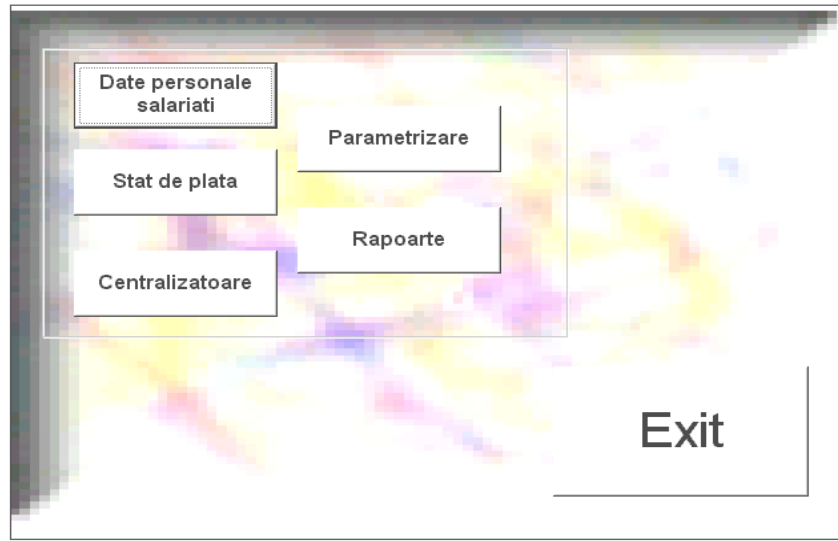 Date personale
salariati
Parametrizare
Stat de plata
Rapoarte
Centralizatoare
Exit